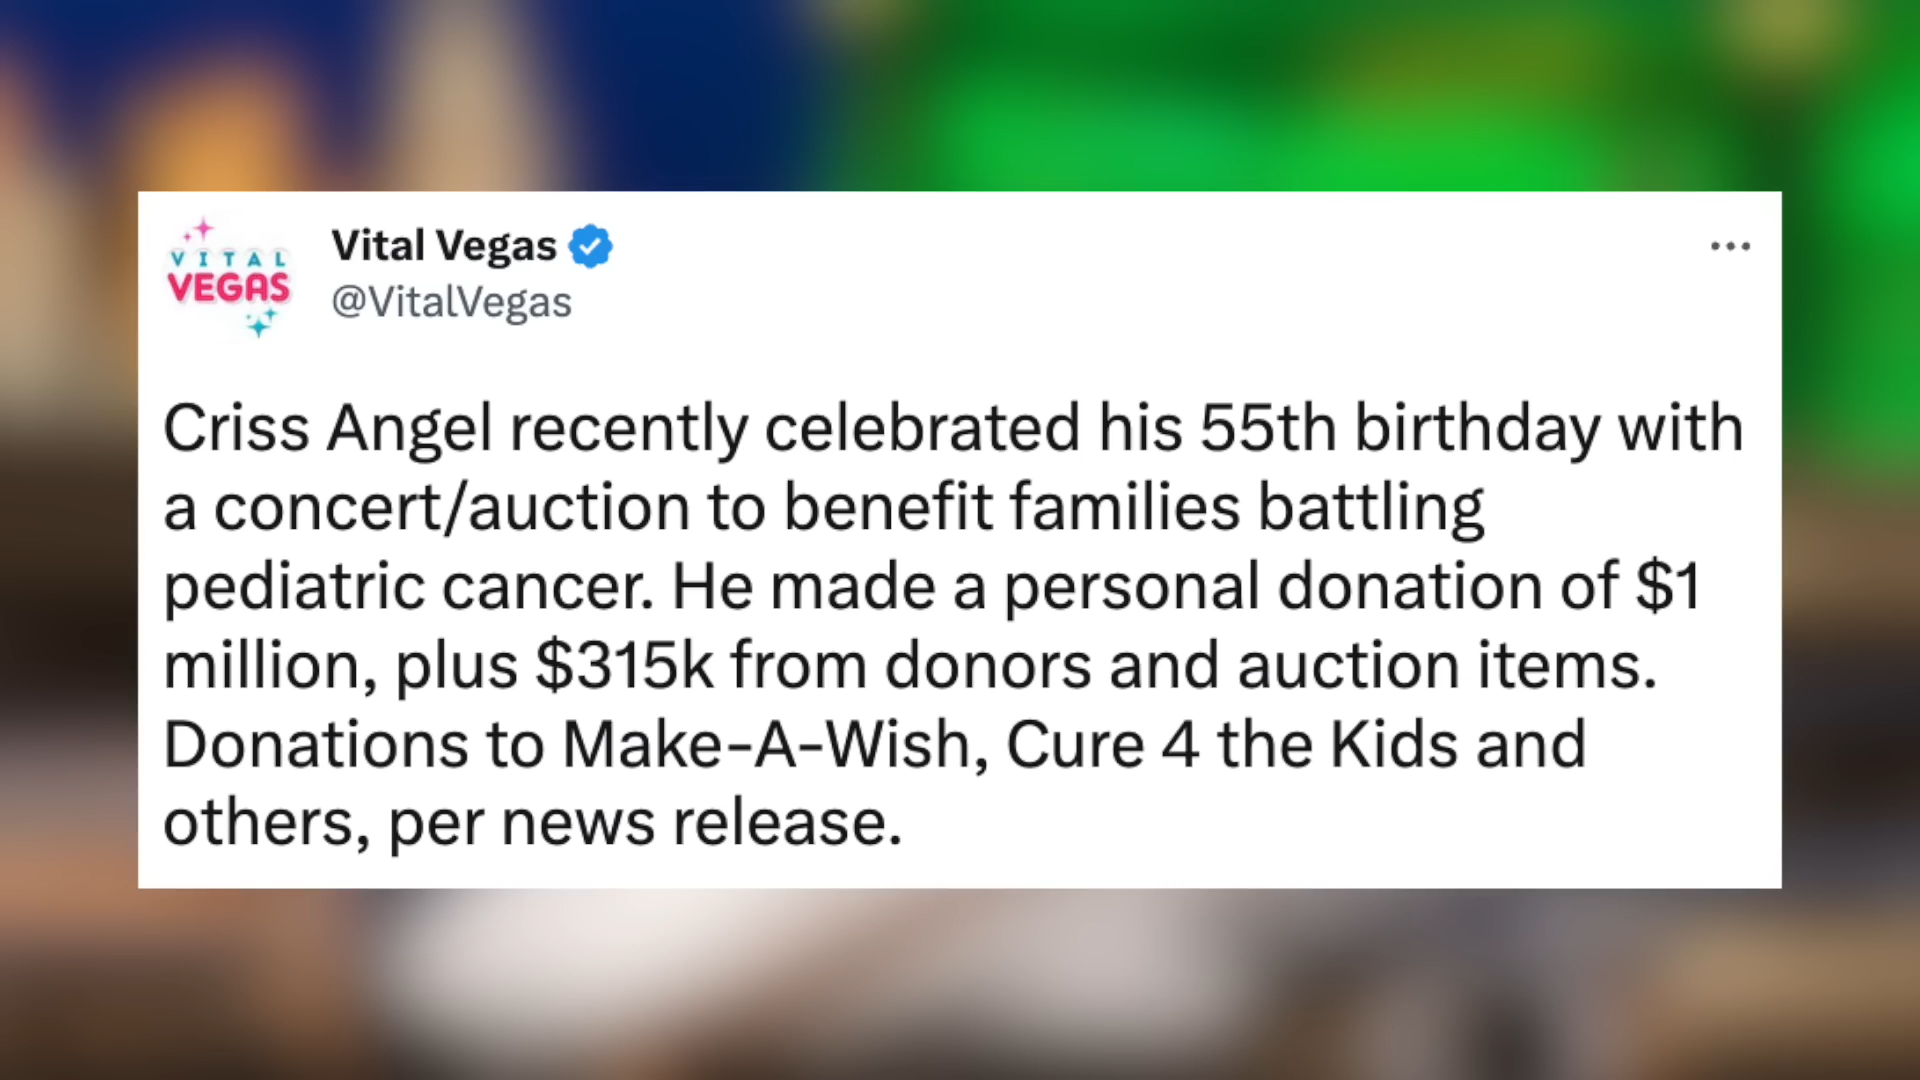 VITAL
VEGAS
Vital Vegas
@VitalVegas
Criss Angel recently celebrated his 55th birthday with
a concert/auction to benefit families battling
pediatric cancer. He made a personal donation of $1
million, plus $315k from donors and auction items.
Donations to Make-A-Wish, Cure 4 the Kids and
others, per news release.